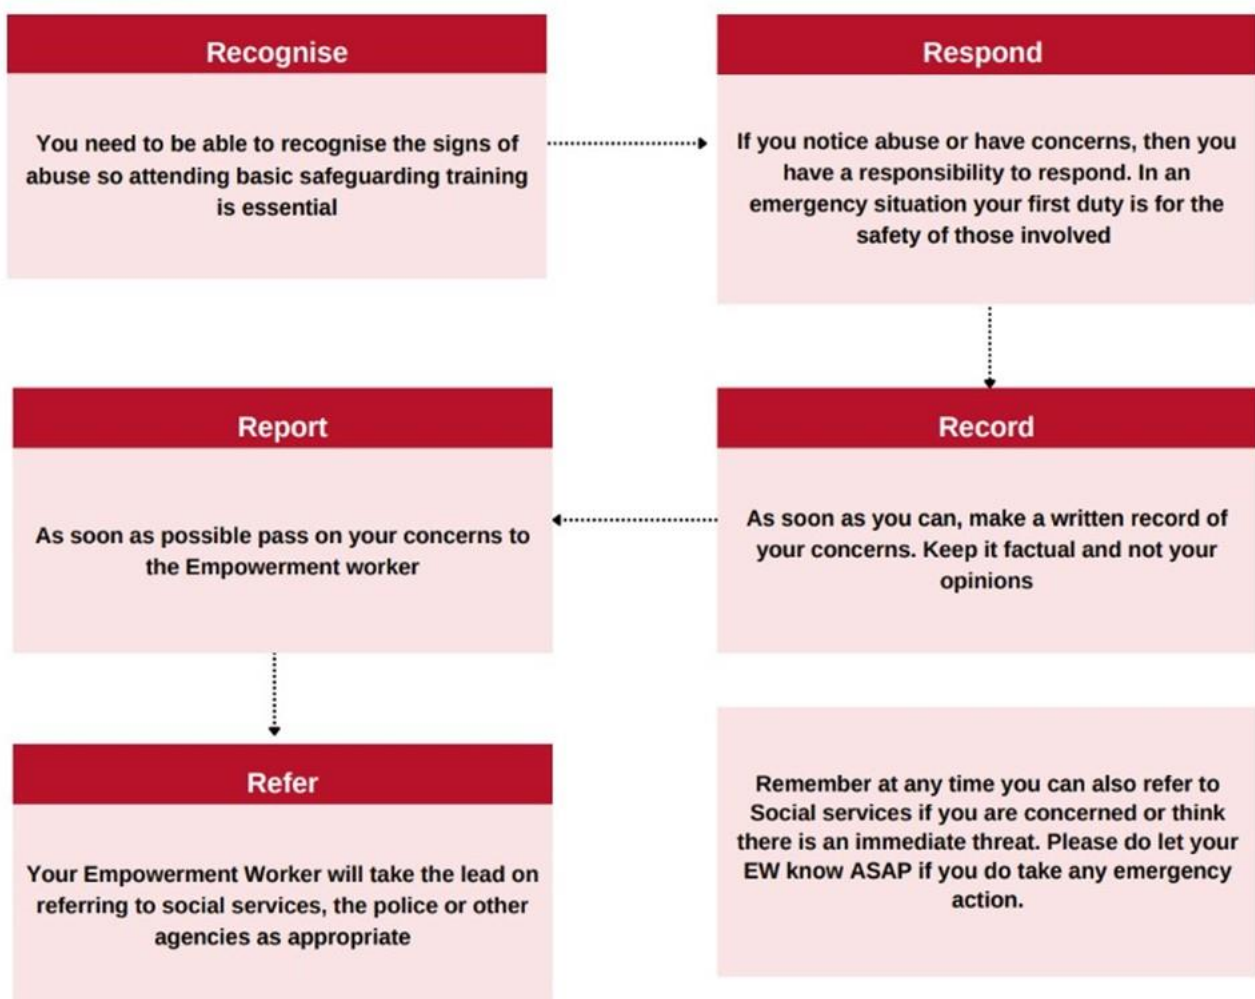 Recognise
You need to be able to recognise the signs of
abuse so attending basic safeguarding training
is essential
Respond
If you notice abuse or have concerns, then you
have a responsibility to respond. In an
emergency situation your first duty is for the
safety of those involved
Record
As soon as you can, make a written record of
your concerns. Keep it factual and not your
opinions
Report
As soon as possible pass on your concerns to
the Empowerment worker
Refer
Your Empowerment Worker will take the lead on
referring to social services, the police or other
agencies as appropriate
Remember at any time you can also refer to
Social services if you are concerned or think
there is an immediate threat. Please do let your
EW know ASAP if you do take any emergency
action.